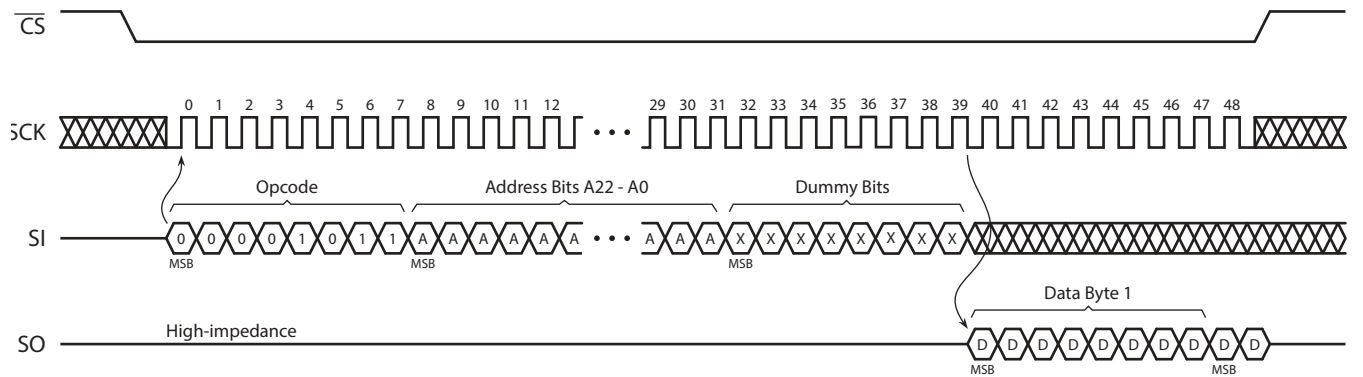 CS
0 1 2 3 4 5 6 7 8 9 10 11 12 29 30 31 32 33 34 35 36 37 38 39 40 41 42 43 44 45 46 47 48
SCK • • •
Opcode Address Bits A22 - A0 Dummy Bits
SI 0 0 0 0 1 0 1 1 A A A A A A • • • A A A X X X X X X X X
MSB MSB MSB
Data Byte 1
High-impedance
SO D D D D D D D D D D
MSB MSB